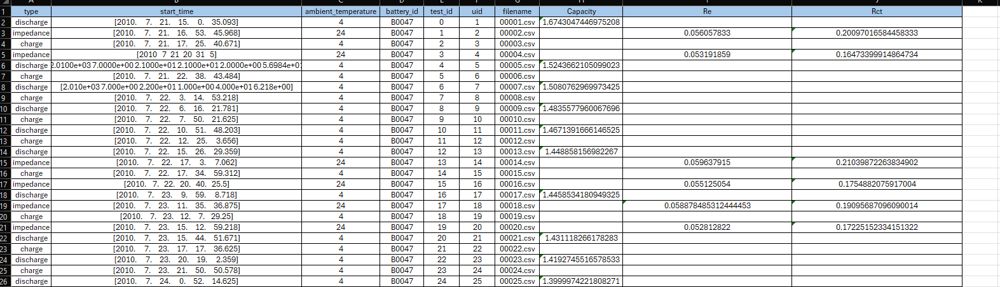 type start_time ambient_temperature battery_id test_id uid filename Capacity Re Rct
2 discharge [2010. 7. 21. 15. 0. 35.093] 4 B0047 0 1 00001.csv 1.6743047446975208
3 impedance [2010. 7. 21. 16. 53. 45.968] 24 B0047 1 2 00002.csv 0.056057833 0.20097016584458333
4 charge [2010. 7. 21. 17. 25. 40.671] 4 B0047 2 3 00003.csv
5 impedance [2010 7 21 20 31 5] 24 B0047 3 4 00004.csv 0.053191859 0.16473399914864734
6 discharge 2.0100e+03 7.0000e+00 2.1000e+01 2.1000e+01 2.0000e+00 5.6984e+01 4 B0047 4 5 00005.csv 1.5243662105099023
7 charge [2010. 7. 21. 22. 38. 43.484] 4 B0047 5 6 00006.csv
8 discharge [2.010e+03 7.000e+00 2.200e+01 1.000e+00 4.000e+01 6.218e+00] 4 B0047 6 7 00007.csv 1.5080762969973425
9 charge [2010. 7. 22. 3. 14. 53.218] 4 B0047 7 8 00008.csv
10 discharge [2010. 7. 22. 6. 16. 21.781] 4 B0047 8 9 00009.csv 1.4835577960067696
11 charge [2010. 7. 22. 7. 50. 21.625] 4 B0047 9 10 00010.csv
12 discharge [2010. 7. 22. 10. 51. 48.203] 4 B0047 10 11 00011.csv 1.4671391666146525
13 charge [2010. 7. 22. 12. 25. 3.656] 4 B0047 11 12 00012.csv
14 discharge [2010. 7. 22. 15. 26. 29.359] 4 B0047 12 13 00013.csv 1.448858156982267
15 impedance [2010. 7. 22. 17. 3. 7.062] 24 B0047 13 14 00014.csv 0.059637915 0.21039872263834902
16 charge [2010. 7. 22. 17. 34. 59.312] 4 B0047 14 15 00015.csv
17 impedance [2010. 7. 22. 20. 40. 25.5] 24 B0047 15 16 00016.csv 0.055125054 0.1754882075917004
18 discharge [2010. 7. 23. 9. 59. 8.718] 4 B0047 16 17 00017.csv 1.4458534180949325
19 impedance [2010. 7. 23. 11. 35. 36.875] 24 B0047 17 18 00018.csv 0.058878485312444453 0.19095687096090014
20 charge [2010. 7. 23. 12. 7. 29.25] 4 B0047 18 19 00019.csv
21 impedance [2010. 7. 23. 15. 12. 59.218] 24 B0047 19 20 00020.csv 0.052812822 0.17225152334151322
22 discharge [2010. 7. 23. 15. 44. 51.671] 4 B0047 20 21 00021.csv 1.431118266178283
23 charge [2010. 7. 23. 17. 17. 36.625] 4 B0047 21 22 00022.csv
24 discharge [2010. 7. 23. 20. 19. 2.359] 4 B0047 22 23 00023.csv 1.4192745516578533
25 charge [2010. 7. 23. 21. 50. 50.578] 4 B0047 23 24 00024.csv
26 discharge [2010. 7. 24. 0. 52. 14.625] 4 B0047 24 25 00025.csv 1.3999974221808271